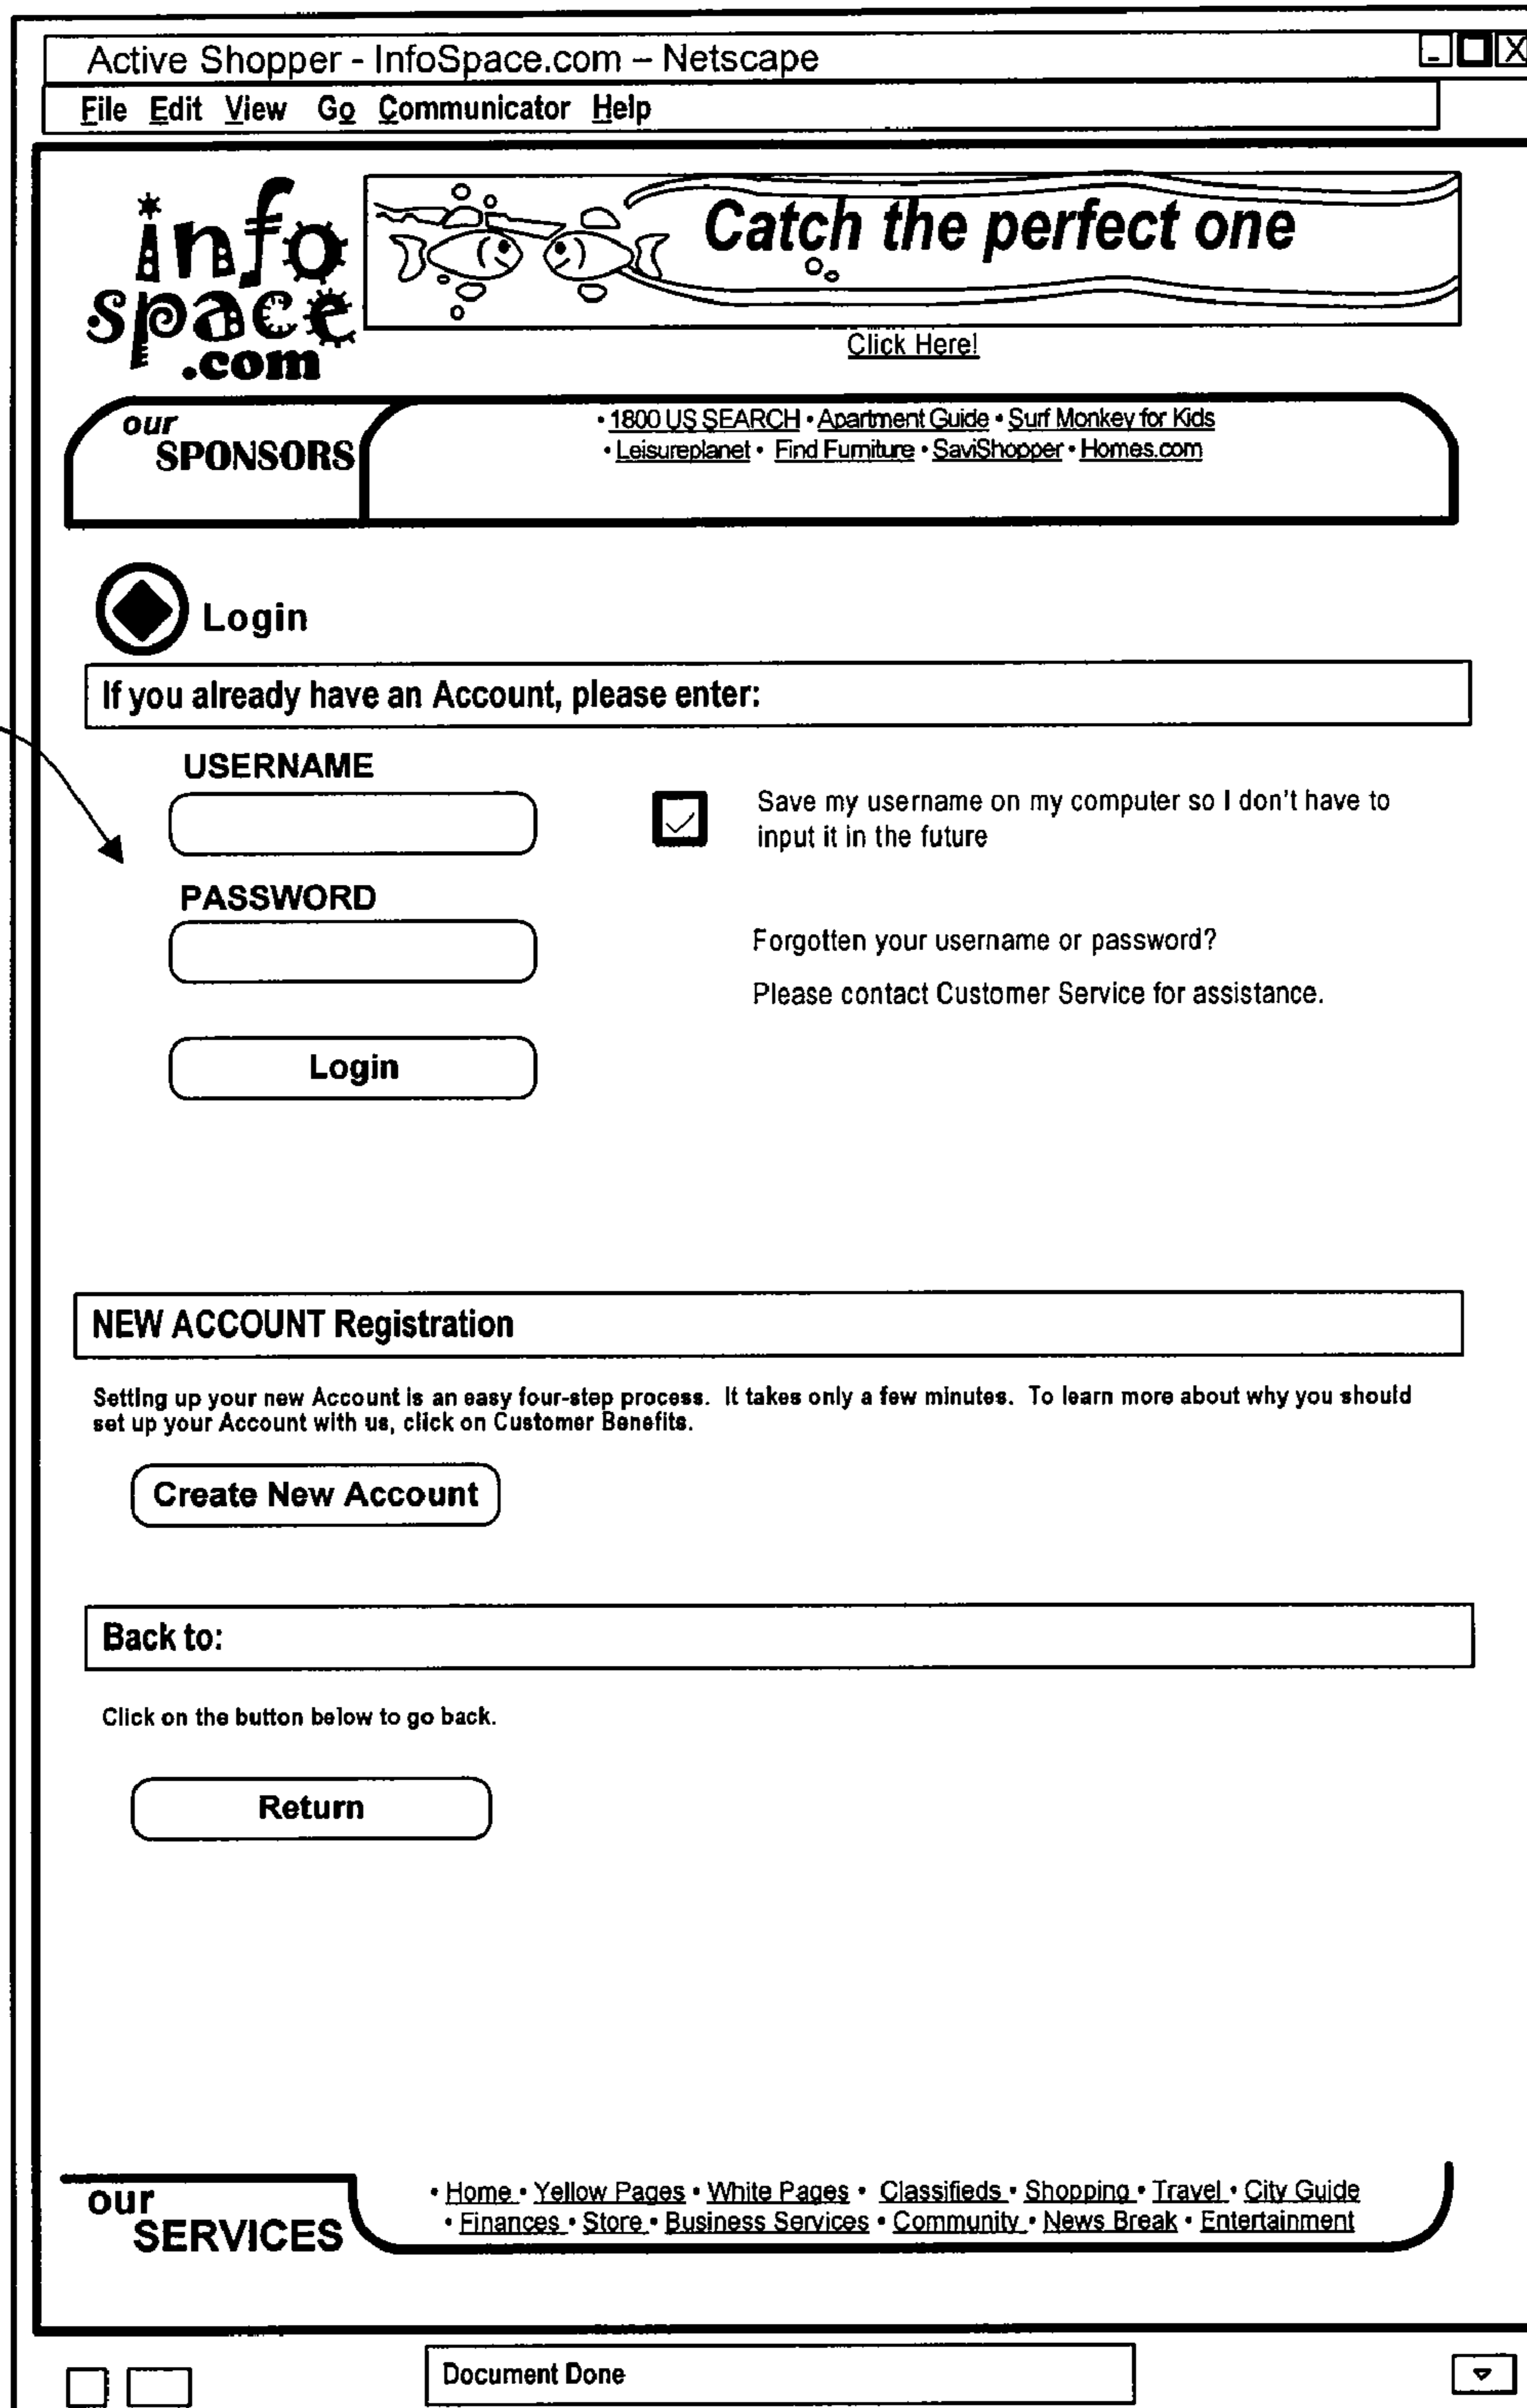 Active Shopper - InfoSpace.com – Netscape
_ X
File Edit View Go Communicator Help
info
space
.com
Catch the perfect one
Click Here!
our
SPONSORS
• 1800 US SEARCH • Apartment Guide • Surf Monkey for Kids
• Leisureplanet • Find Furniture • SaviShopper • Homes.com
Login
If you already have an Account, please enter:
USERNAME
Save my username on my computer so I don't have to
input it in the future
PASSWORD
Forgotten your username or password?
Please contact Customer Service for assistance.
Login
NEW ACCOUNT Registration
Setting up your new Account is an easy four-step process. It takes only a few minutes. To learn more about why you should
set up your Account with us, click on Customer Benefits.
Create New Account
Back to:
Click on the button below to go back.
Return
our
SERVICES
• Home • Yellow Pages • White Pages • Classifieds • Shopping • Travel • City Guide
• Finances • Store • Business Services • Community • News Break • Entertainment
Document Done